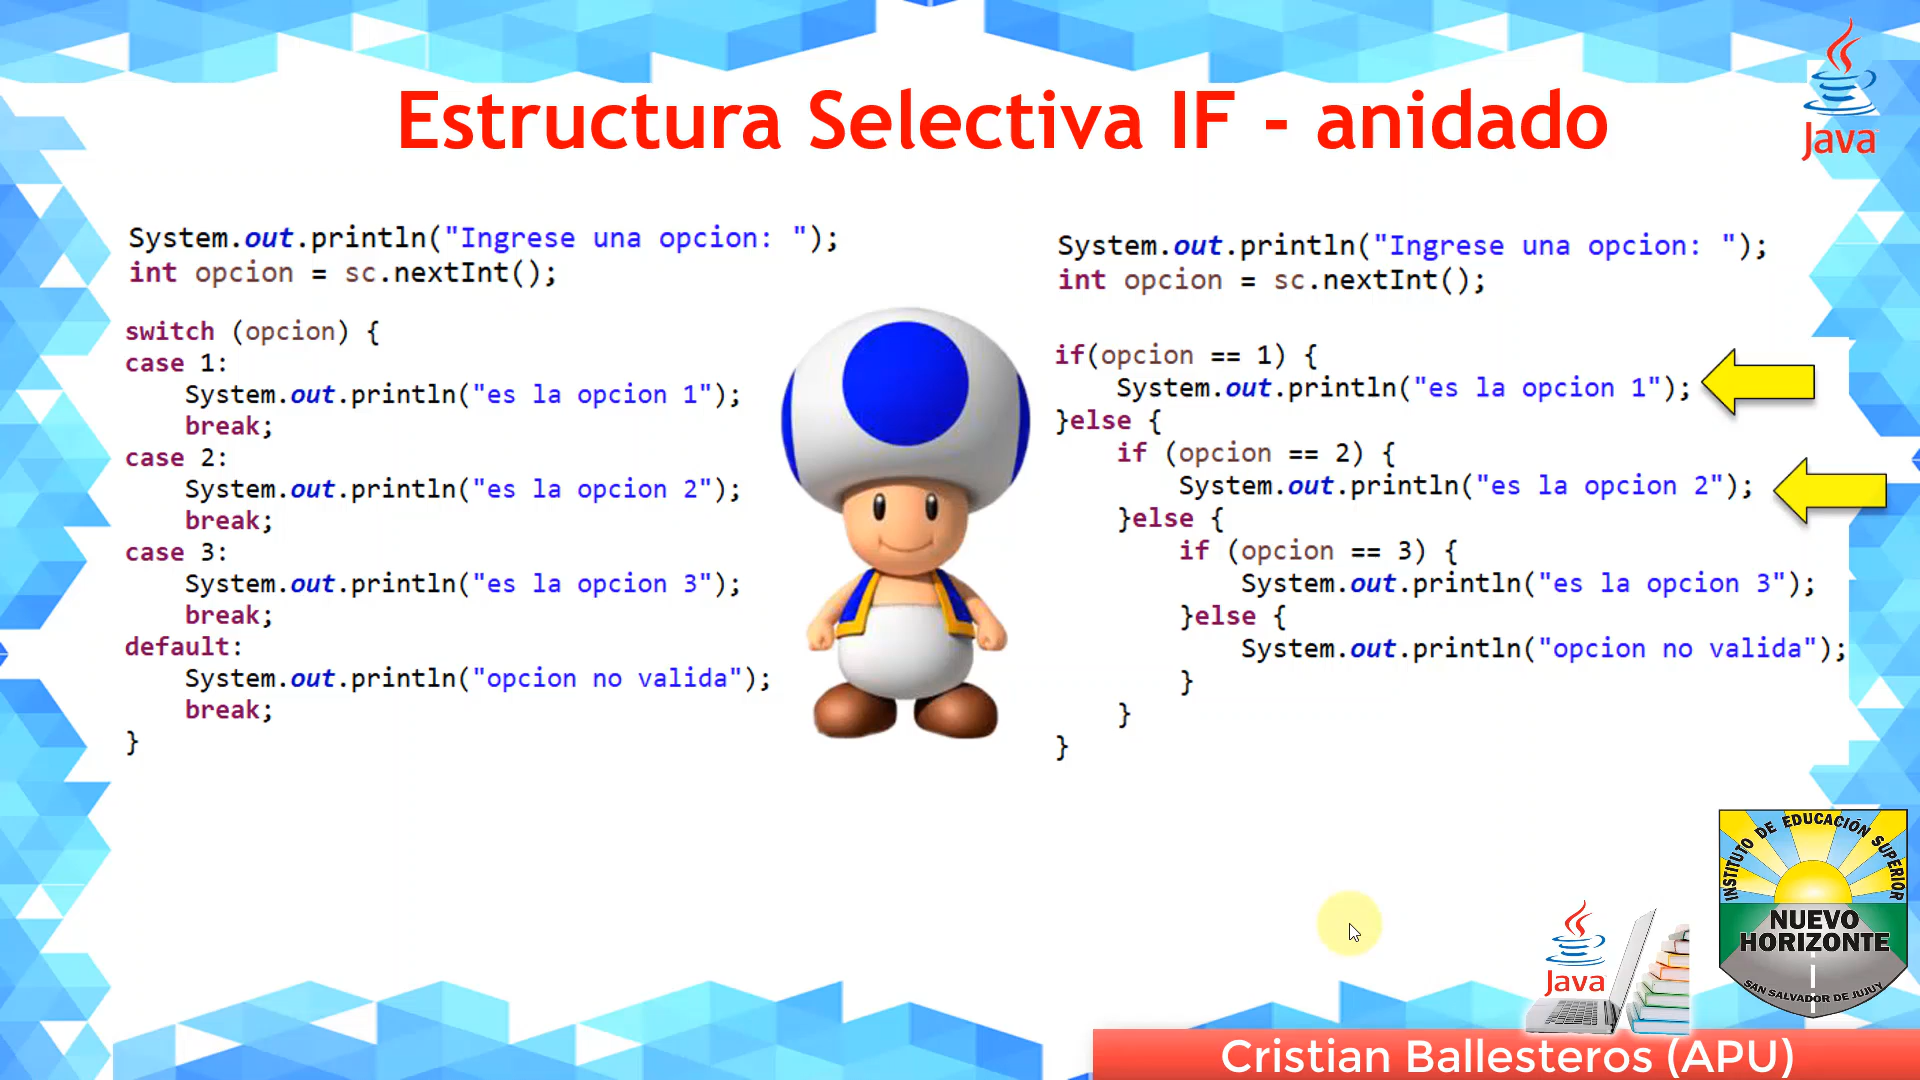 Estructura Selectiva IF - anidado
Java
System.out.println("Ingrese una opcion: ");
int opcion = sc.nextInt();
switch (opcion) {
case 1:
    System.out.println("es la opcion 1");
    break;
case 2:
    System.out.println("es la opcion 2");
    break;
case 3:
    System.out.println("es la opcion 3");
    break;
default:
    System.out.println("opcion no valida");
    break;
}
System.out.println("Ingrese una opcion: ");
int opcion = sc.nextInt();
if(opcion == 1) {
    System.out.println("es la opcion 1");
}else {
    if (opcion == 2) {
        System.out.println("es la opcion 2");
    }else {
        if (opcion == 3) {
            System.out.println("es la opcion 3");
        }else {
            System.out.println("opcion no valida");
        }
    }
}
INSTITUTO DE EDUCACIÓN SUPERIOR
NUEVO
HORIZONTE
SAN SALVADOR DE JUJUY
Java
Cristian Ballesteros (APU)